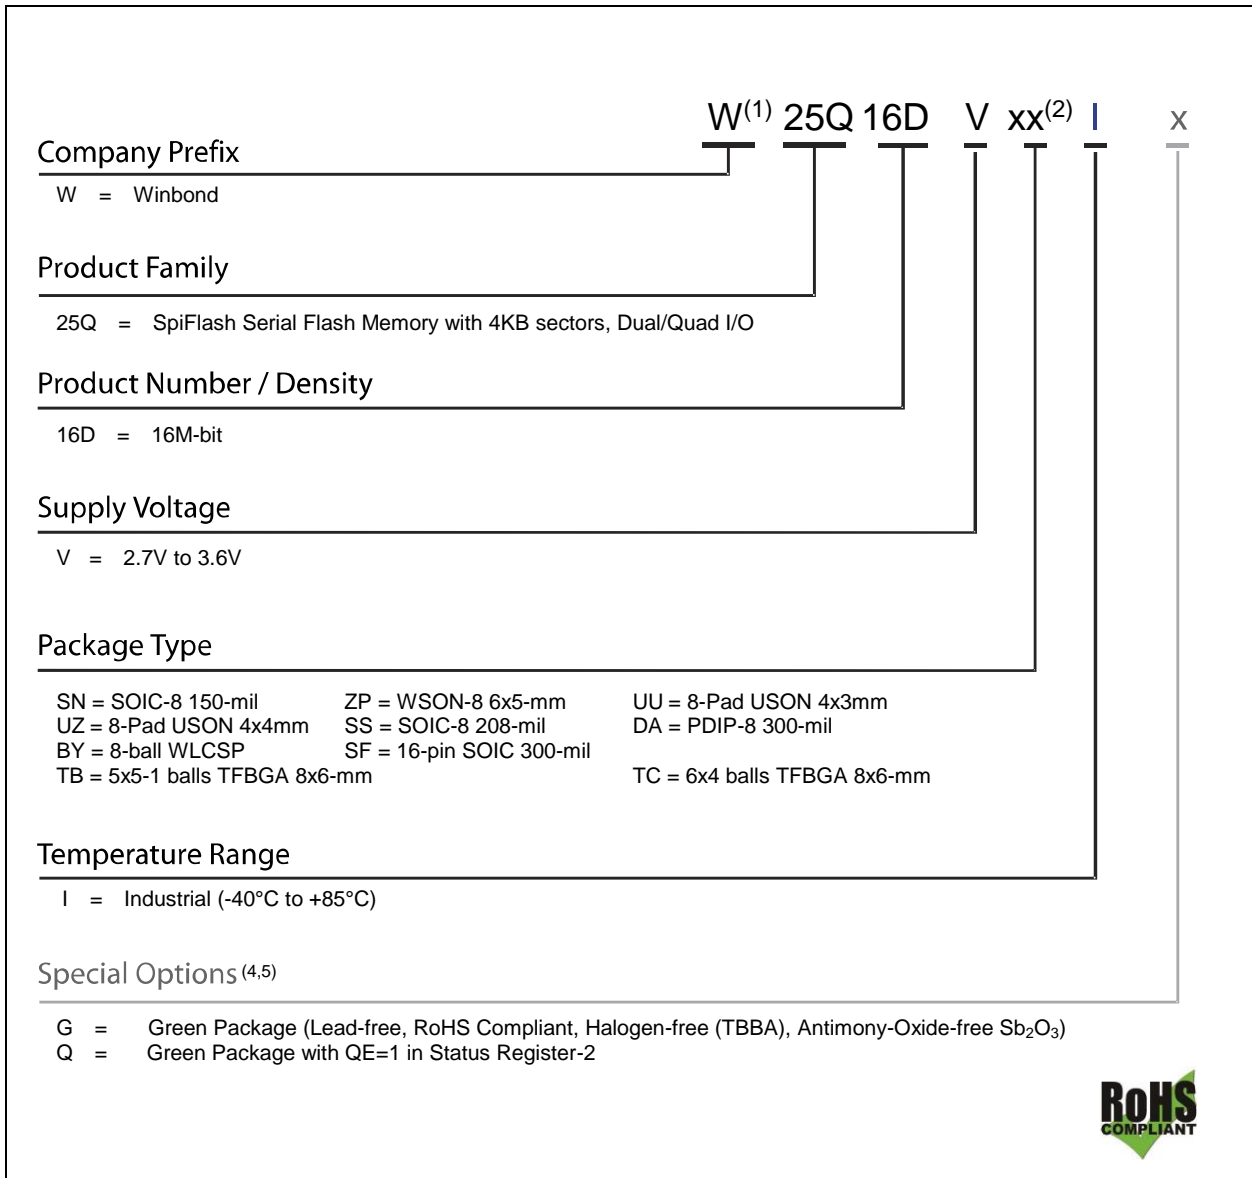 W(1) 25Q 16D V xx(2) I x
Company Prefix
W = Winbond
Product Family
25Q = SpiFlash Serial Flash Memory with 4KB sectors, Dual/Quad I/O
Product Number / Density
16D = 16M-bit
Supply Voltage
V = 2.7V to 3.6V
Package Type
SN = SOIC-8 150-mil ZP = WSON-8 6x5-mm UU = 8-Pad USON 4x3mm
UZ = 8-Pad USON 4x4mm SS = SOIC-8 208-mil DA = PDIP-8 300-mil
BY = 8-ball WLCSP SF = 16-pin SOIC 300-mil
TB = 5x5-1 balls TFBGA 8x6-mm TC = 6x4 balls TFBGA 8x6-mm
Temperature Range
I = Industrial (-40°C to +85°C)
Special Options (4,5)
G = Green Package (Lead-free, RoHS Compliant, Halogen-free (TBBA), Antimony-Oxide-free Sb₂O₃)
Q = Green Package with QE=1 in Status Register-2
RoHS
COMPLIANT